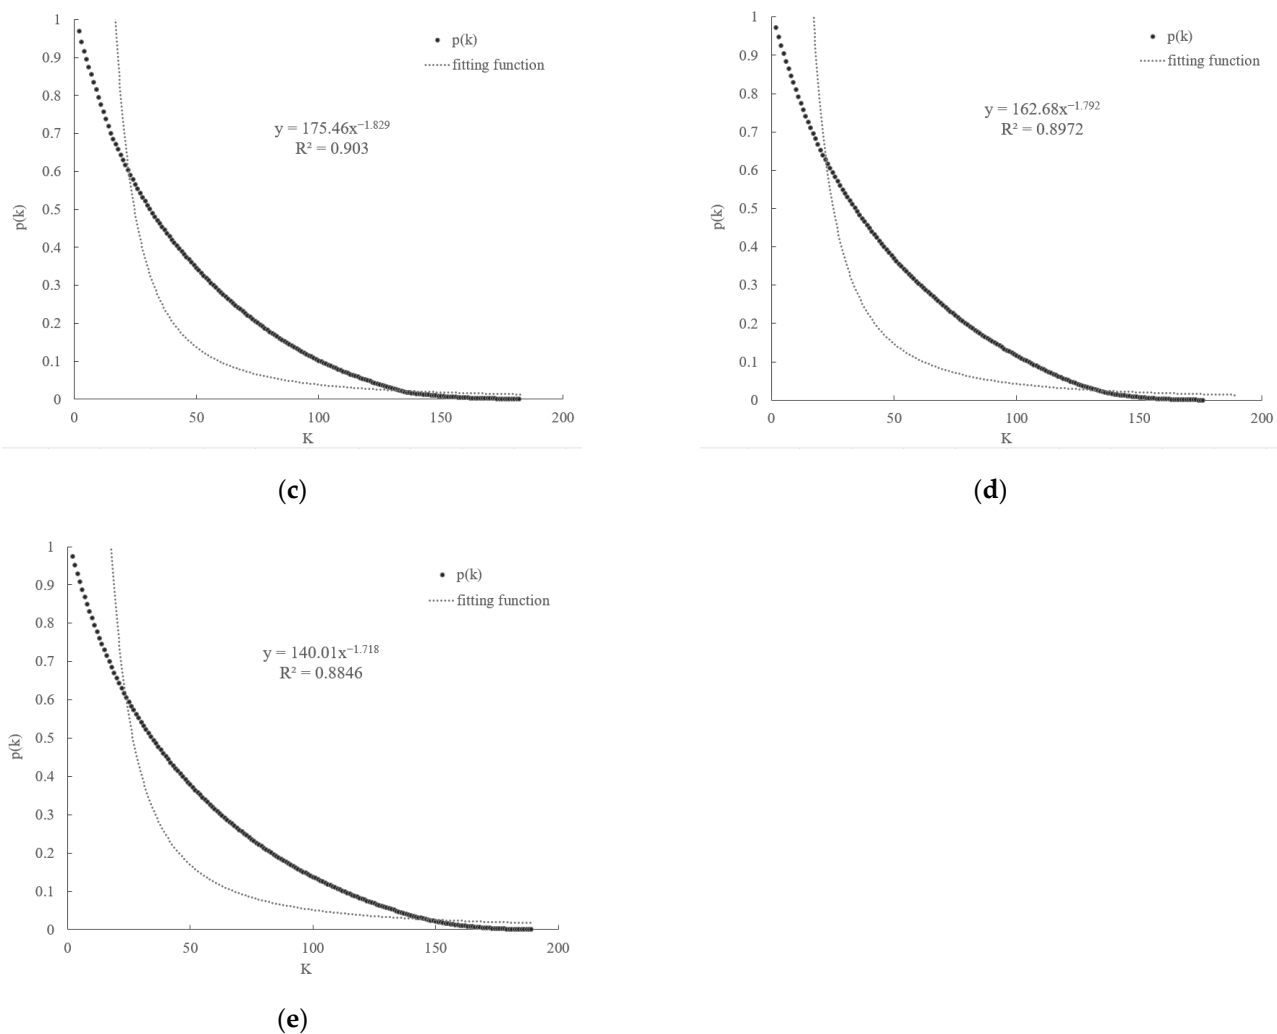 1
0.9
0.8
0.7
0.6
0.5
0.4
0.3
0.2
0.1
0
p(k)
0 50 100 150 200
K
p(k)
fitting function
y = 175.46x^−1.829
R² = 0.903
(c)
1
0.9
0.8
0.7
0.6
0.5
0.4
0.3
0.2
0.1
0
p(k)
0 50 100 150 200
K
p(k)
fitting function
y = 162.68x^−1.792
R² = 0.8972
(d)
1
0.9
0.8
0.7
0.6
0.5
0.4
0.3
0.2
0.1
0
p(k)
0 50 100 150 200
K
p(k)
fitting function
y = 140.01x^−1.718
R² = 0.8846
(e)